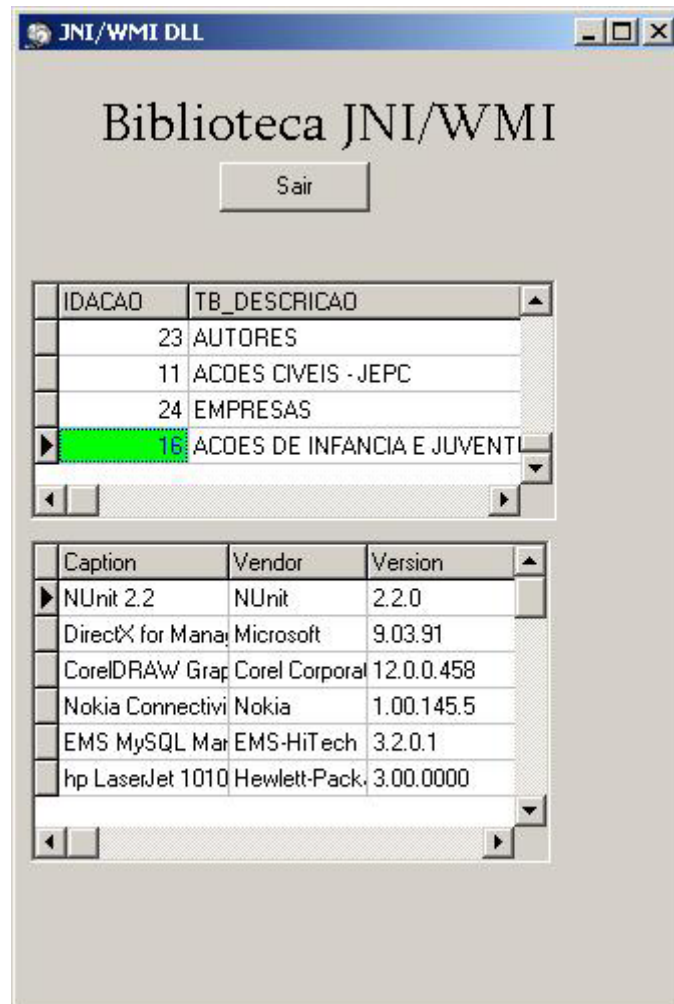 JNI/WMI DLL
Biblioteca JNI/WMI
Sair
IDACAO TB_DESCRICAO
23 AUTORES
11 ACOES CIVEIS - JEPC
24 EMPRESAS
16 ACOES DE INFANCIA E JUVENT
Caption Vendor Version
NUnit 2.2 NUnit 2.2.0
DirectX for Mana Microsoft 9.03.91
CorelDRAW Grap Corel Corporat 12.0.0.458
Nokia Connectivi Nokia 1.00.145.5
EMS MySQL Mar EMS-HiTech 3.2.0.1
hp LaserJet 1010 Hewlett-Pack 3.00.0000